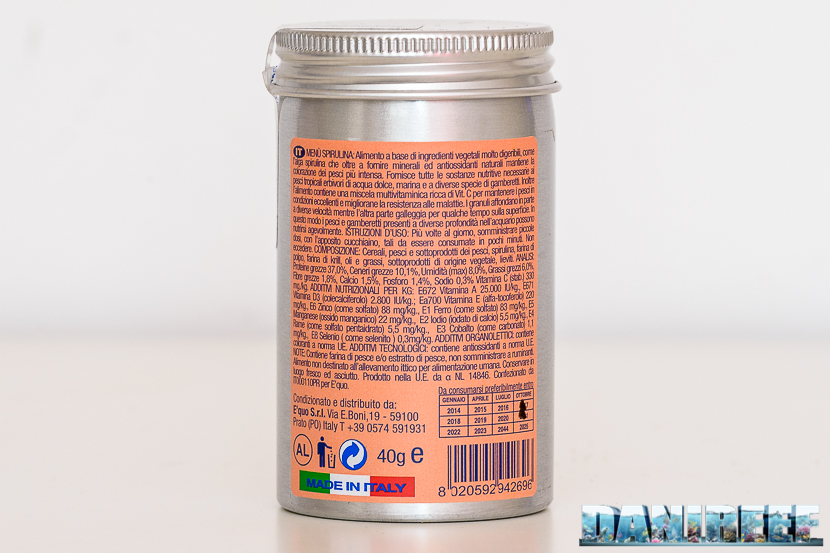 IT MENÙ SPIRULINA: Alimento a base di ingredienti vegetali molto digeribili, come
l'alga spirulina che oltre a fornire minerali ed antiossidanti naturali mantiene la
colorazione dei pesci più intensa. Fornisce tutte le sostanze nutritive necessarie ai
pesci tropicali erbivori di acqua dolce, marina e a diverse specie di gamberetti. Inoltre
l'alimento contiene una miscela multivitaminica ricca di Vit. C per mantenere i pesci in
condizioni eccellenti e migliorarne la resistenza alle malattie. I granuli affondano in parte
a diverse velocità mentre l'altra parte galleggia per qualche tempo sulla superficie. In
questo modo i pesci e gamberetti presenti a diverse profondità nell'acquario possono
nutrirsi agevolmente. ISTRUZIONI D'USO: Più volte al giorno, somministrare piccole
dosi, con l'apposito cucchiaino, tali da essere consumate in pochi minuti. Non
eccedere. COMPOSIZIONE: Cereali, pesci e sottoprodotti dei pesci, spirulina, farina di
polpo, farina di krill, oli e grassi, sottoprodotti di origine vegetale, lieviti. ANALISI:
Proteine grezze 37,0%, Ceneri grezze 10,1%, Umidità (max) 8,0%, Grassi grezzi 6,0%,
Fibre grezze 1,8%, Calcio 1,5%, Fosforo 1,4%, Sodio 0,3% Vitamina C (stab.) 330
mg/kg. ADDITIVI NUTRIZIONALI PER KG: E672 Vitamina A 25.000 IU/kg., E671
Vitamina D3 (colecalciferolo) 2.800 IU/kg.; Ea700 Vitamina E (alfa-tocoferolo) 220
mg/kg., E6 Zinco (come solfato) 88 mg/kg., E1 Ferro (come solfato) 83 mg/kg., E5
Manganese (ossido manganico) 22 mg/kg., E2 Iodio (iodato di calcio) 5,5 mg/kg., E4
Rame (come solfato pentaidrato) 5,5 mg/kg., E3 Cobalto (come carbonato) 1,1
mg/kg., E8 Selenio ( come selenito ) 0,3mg/kg. ADDITIVI ORGANOLETTICI: contiene
coloranti a norma UE. ADDITIVI TECNOLOGICI: contiene antiossidanti a norma U.E.
NOTE: Contiene farina di pesce e/o estratto di pesce, non somministrare a ruminanti.
Alimento non destinato all'allevamento ittico per alimentazione umana. Conservare in
luogo fresco ed asciutto. Prodotto nella U.E. da α NL 14846. Confezionato da
IT000110PR per E'quo.
Condizionato e distribuito da:
E'quo S.r.l. Via E.Boni,19 - 59100
Prato (PO) Italy T +39 0574 591931
Da consumarsi preferibilmente entro
GENNAIO APRILE LUGLIO OTTOBRE
2014 2015 2016
2018 2019 2020
2022 2023 2044 2025
AL 40g e
MADE IN ITALY
8 020592 942696
DANIREEF